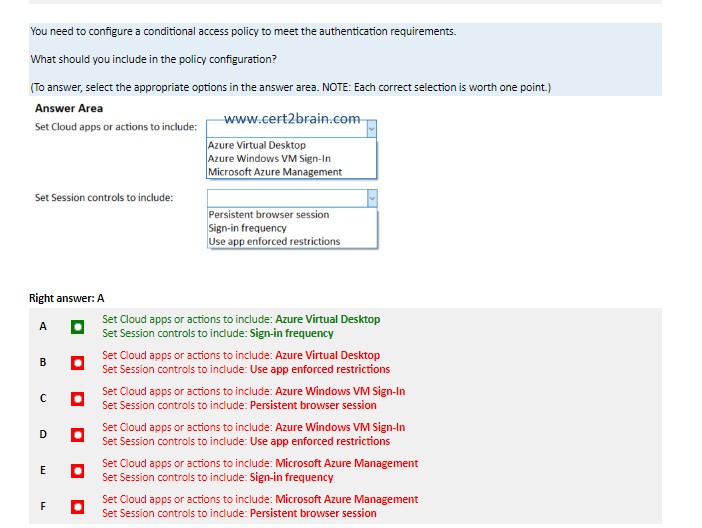 You need to configure a conditional access policy to meet the authentication requirements.
What should you include in the policy configuration?
(To answer, select the appropriate options in the answer area. NOTE: Each correct selection is worth one point.)
Answer Area
www.cert2brain.com
Set Cloud apps or actions to include:
Azure Virtual Desktop
Azure Windows VM Sign-In
Microsoft Azure Management
Set Session controls to include:
Persistent browser session
Sign-in frequency
Use app enforced restrictions
Right answer: A
A
Set Cloud apps or actions to include: Azure Virtual Desktop
Set Session controls to include: Sign-in frequency
B
Set Cloud apps or actions to include: Azure Virtual Desktop
Set Session controls to include: Use app enforced restrictions
C
Set Cloud apps or actions to include: Azure Windows VM Sign-In
Set Session controls to include: Persistent browser session
D
Set Cloud apps or actions to include: Azure Windows VM Sign-In
Set Session controls to include: Use app enforced restrictions
E
Set Cloud apps or actions to include: Microsoft Azure Management
Set Session controls to include: Sign-in frequency
F
Set Cloud apps or actions to include: Microsoft Azure Management
Set Session controls to include: Persistent browser session